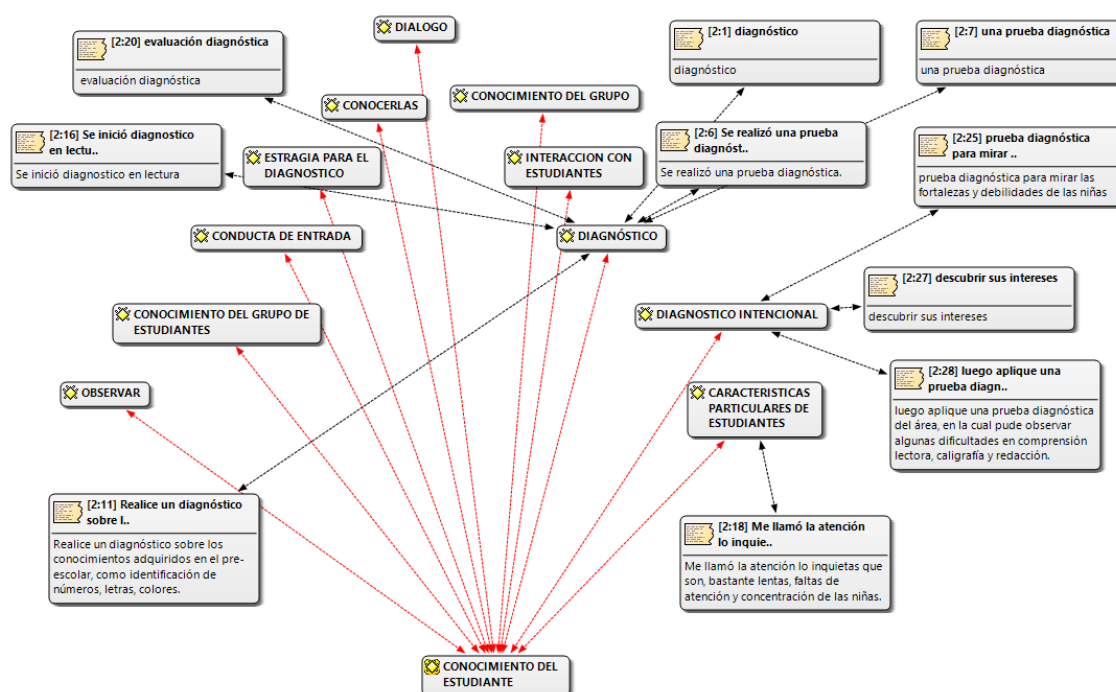 DIALOGO
[2:20] evaluación diagnóstica
evaluación diagnóstica
[2:1] diagnóstico
diagnóstico
[2:7] una prueba diagnóstica
una prueba diagnóstica
CONOCERLAS
CONOCIMIENTO DEL GRUPO
[2:16] Se inició diagnostico
en lectu..
Se inició diagnostico en lectura
ESTRAGIA PARA EL
DIAGNOSTICO
INTERACCION CON
ESTUDIANTES
[2:6] Se realizó una prueba
diagnóst..
Se realizó una prueba diagnóstica.
[2:25] prueba diagnóstica
para mirar ..
prueba diagnóstica para mirar las
fortalezas y debilidades de las niñas
CONDUCTA DE ENTRADA
DIAGNÓSTICO
[2:27] descubrir sus intereses
descubrir sus intereses
CONOCIMIENTO DEL GRUPO DE
ESTUDIANTES
DIAGNOSTICO INTENCIONAL
[2:28] luego aplique una
prueba diagn..
luego aplique una prueba diagnóstica
del área, en la cual pude observar
algunas dificultades en comprensión
lectora, caligrafía y redacción.
OBSERVAR
CARACTERISTICAS
PARTICULARES DE
ESTUDIANTES
[2:11] Realice un diagnóstico
sobre l..
Realice un diagnóstico sobre los
conocimientos adquiridos en el pre-
escolar, como identificación de
números, letras, colores.
[2:18] Me llamó la atención
lo inquie..
Me llamó la atención lo inquietas que
son, bastante lentas, faltas de
atención y concentración de las niñas.
CONOCIMIENTO DEL
ESTUDIANTE